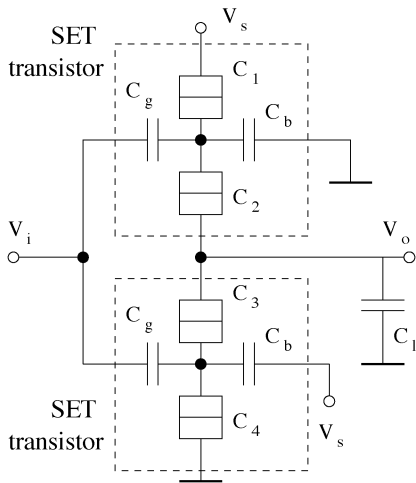 V s
SET
transistor
C 1
C g
C b
C 2
V i
V o
C 3
C g
C b
C l
SET
transistor
C 4
V s